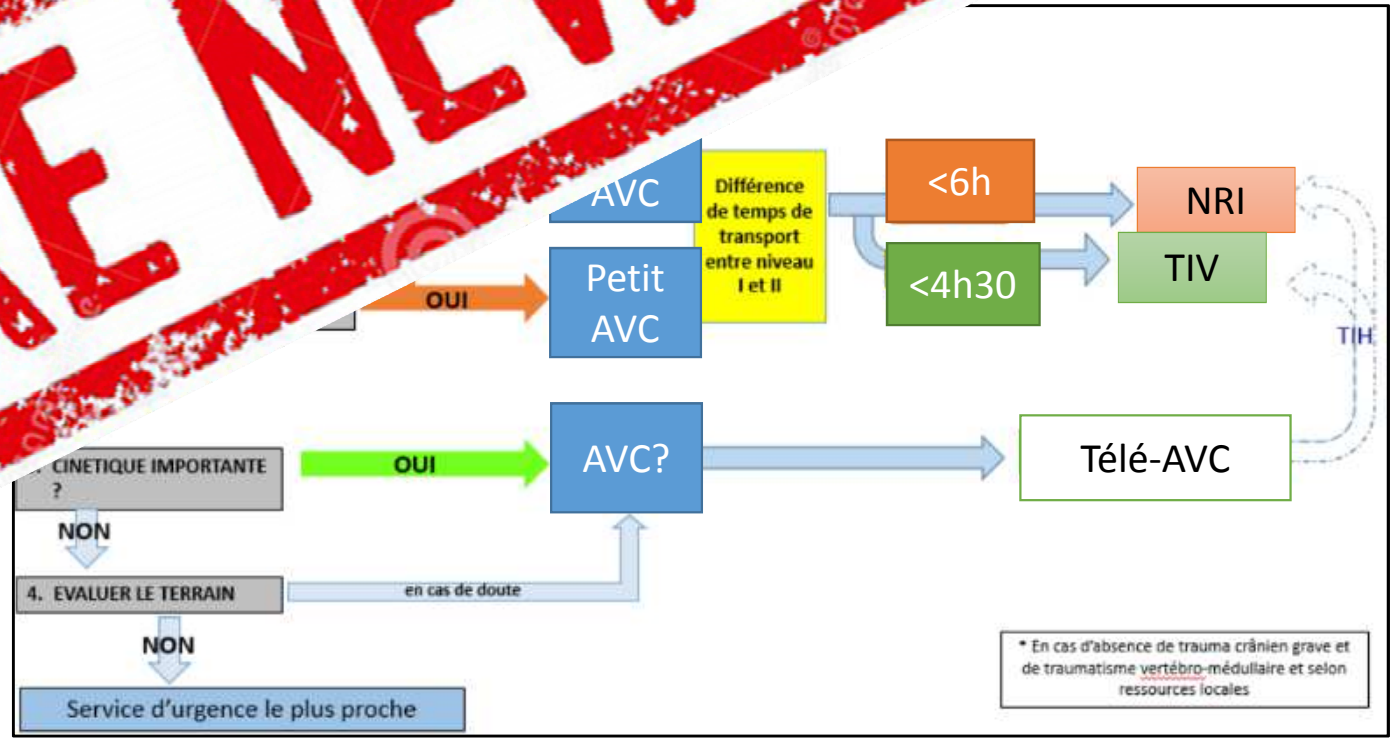 E NEW
AVC
Différence
de temps de
transport
entre niveau
I et II
<6h
NRI
<4h30
TIV
OUI
Petit
AVC
TIH
CINETIQUE IMPORTANTE
?
OUI
AVC?
Télé-AVC
NON
4. EVALUER LE TERRAIN
en cas de doute
NON
* En cas d'absence de trauma crânien grave et
de traumatisme vertébro-médullaire et selon
ressources locales
Service d'urgence le plus proche